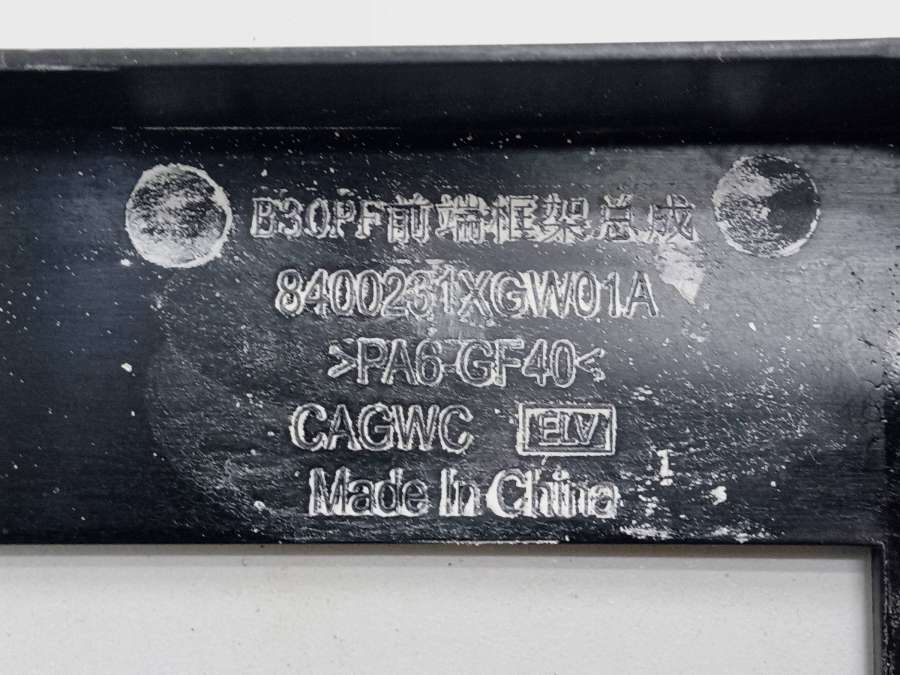 B30PF前端框架总成
8400231XGW01A
>PA6-GF40<
CAGWC ELV
Made In China